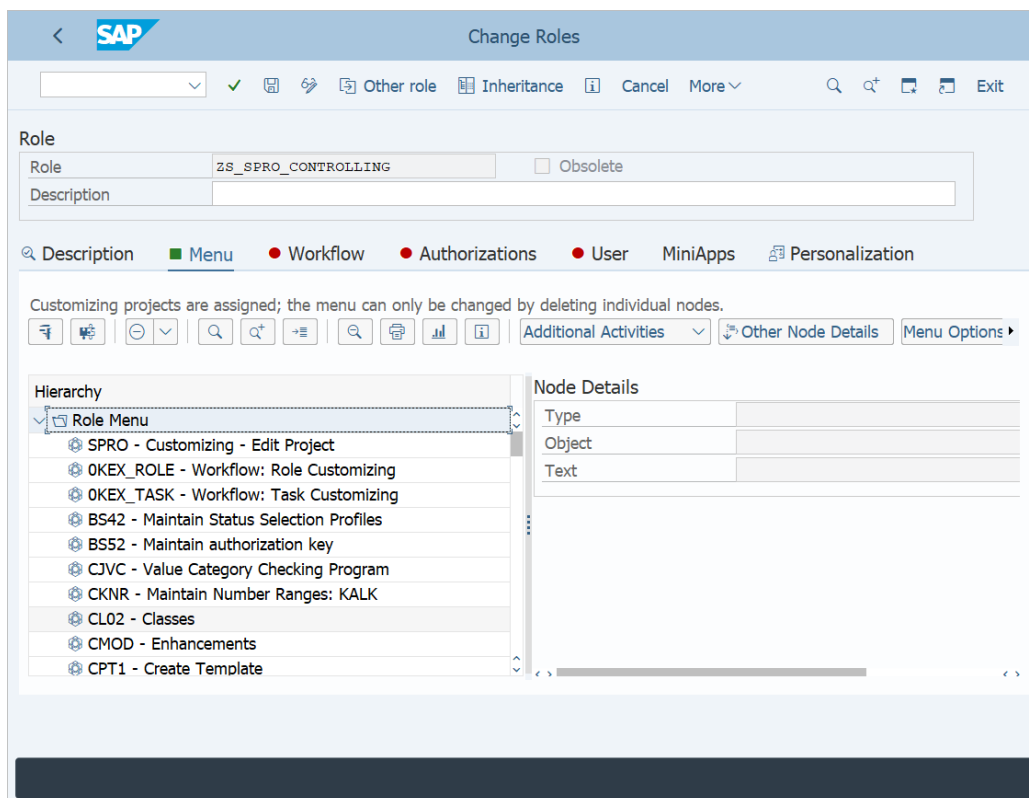 SAP
Change Roles
Other role Inheritance Cancel More Exit
Role
Role ZS_SPRO_CONTROLLING Obsolete
Description
Description Menu Workflow Authorizations User MiniApps Personalization
Customizing projects are assigned; the menu can only be changed by deleting individual nodes.
Additional Activities Other Node Details Menu Options
Hierarchy
Role Menu
SPRO - Customizing - Edit Project
0KEX_ROLE - Workflow: Role Customizing
0KEX_TASK - Workflow: Task Customizing
BS42 - Maintain Status Selection Profiles
BS52 - Maintain authorization key
CJVC - Value Category Checking Program
CKNR - Maintain Number Ranges: KALK
CL02 - Classes
CMOD - Enhancements
CPT1 - Create Template
Node Details
Type
Object
Text